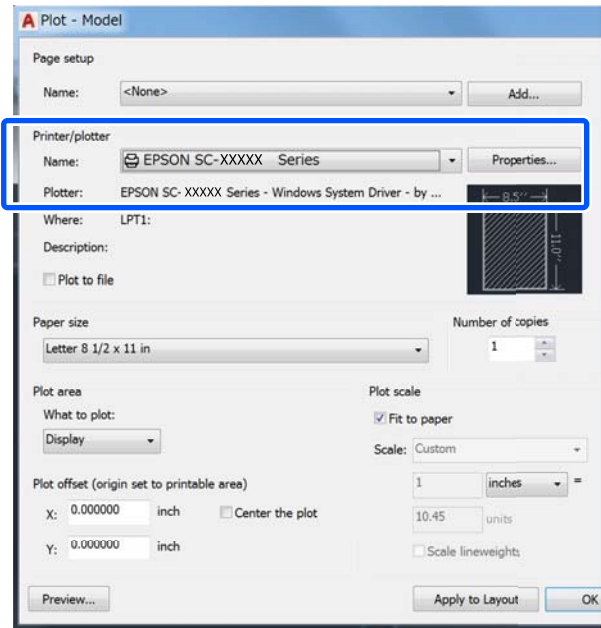 Plot - Model
Page setup
Name: <None> Add...
Printer/plotter
Name: EPSON SC-XXXXX Series Properties...
Plotter: EPSON SC- XXXXX Series - Windows System Driver - by ...
8.5''
Where: LPT1:
11.0''
Description:
Plot to file
Paper size Number of copies
Letter 8 1/2 x 11 in 1
Plot area Plot scale
What to plot: Fit to paper
Display Scale: Custom
Plot offset (origin set to printable area) 1 inches =
X: 0.000000 inch Center the plot 10.45 units
Y: 0.000000 inch Scale lineweights
Preview... Apply to Layout OK